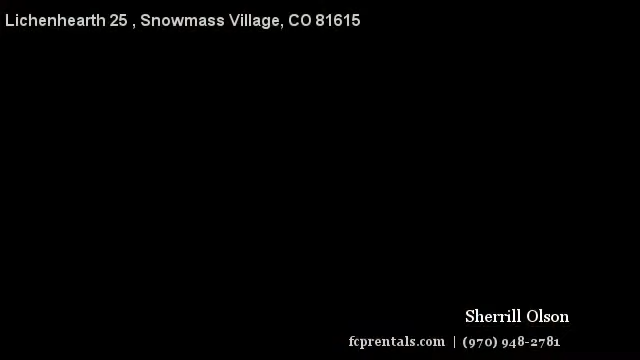 Lichenhearth 25 , Snowmass Village, CO 81615
Sherrill Olson
fcprentals.com | (970) 948-2781